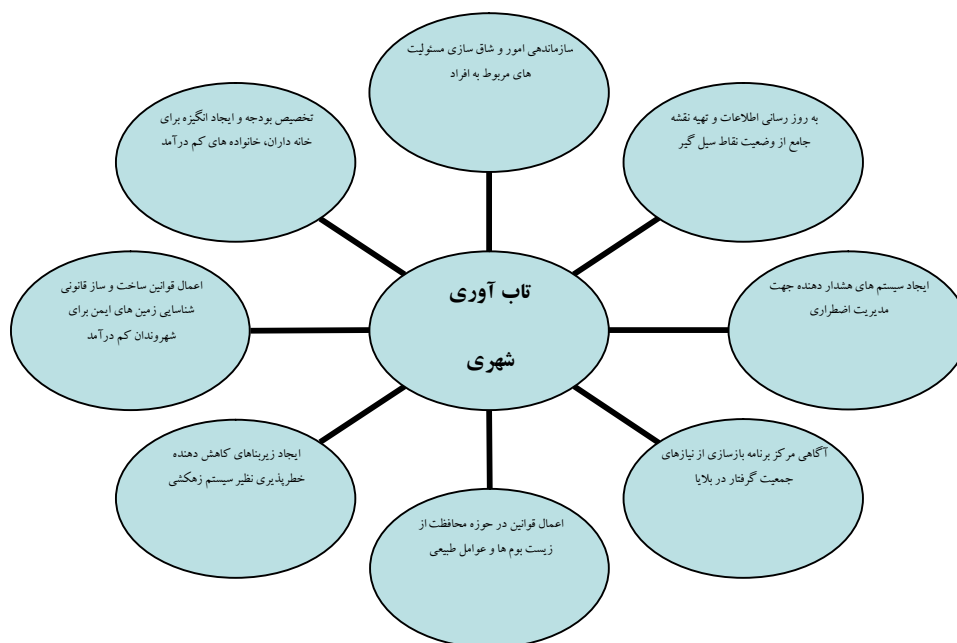 سازماندهی امور و شاق سازی مسئولیت
های مربوط به افراد
به روز رسانی اطلاعات و تهیه نقشه
جامع از وضعیت نقاط سیل گیر
ایجاد سیستم های هشدار دهنده جهت
مدیریت اضطراری
آگاهی مرکز برنامه بازسازی از نیازهای
جمعیت گرفتار در بلایا
اعمال قوانین در حوزه محافظت از
زیست بوم ها و عوامل طبیعی
ایجاد زیربناهای کاهش دهنده
خطرپذیری نظیر سیستم زهکشی
اعمال قوانین ساخت و ساز قانونی
شناسایی زمین های ایمن برای
شهروندان کم درآمد
تخصیص بودجه و ایجاد انگیزه برای
خانه داران، خانواده های کم درآمد
تاب آوری
شهری